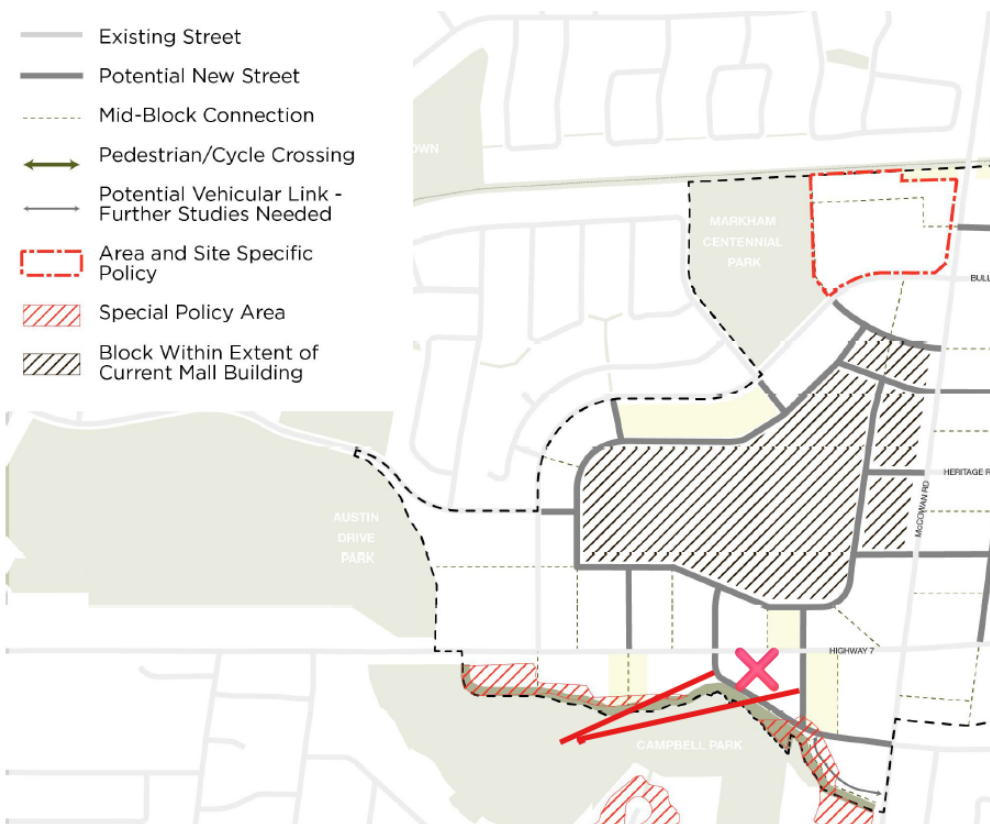 Existing Street
Potential New Street
Mid-Block Connection
Pedestrian/Cycle Crossing
Potential Vehicular Link -
Further Studies Needed
Area and Site Specific
Policy
Special Policy Area
Block Within Extent of
Current Mall Building
OWN
MARKHAM
CENTENNIAL
PARK
BULL
HERITAGE R
McCOWAN RD
AUSTIN
DRIVE
PARK
HIGHWAY 7
CAMPBELL PARK